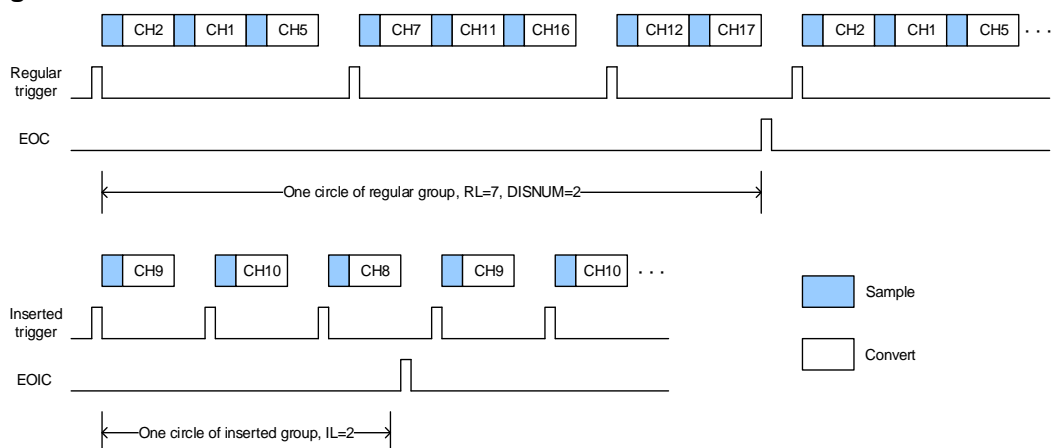 CH2 CH1 CH5 CH7 CH11 CH16 CH12 CH17 CH2 CH1 CH5 . . .
Regular
trigger
EOC
One circle of regular group, RL=7, DISNUM=2
CH9 CH10 CH8 CH9 CH10 . . .
Sample
Inserted
trigger
Convert
EOIC
One circle of inserted group, IL=2